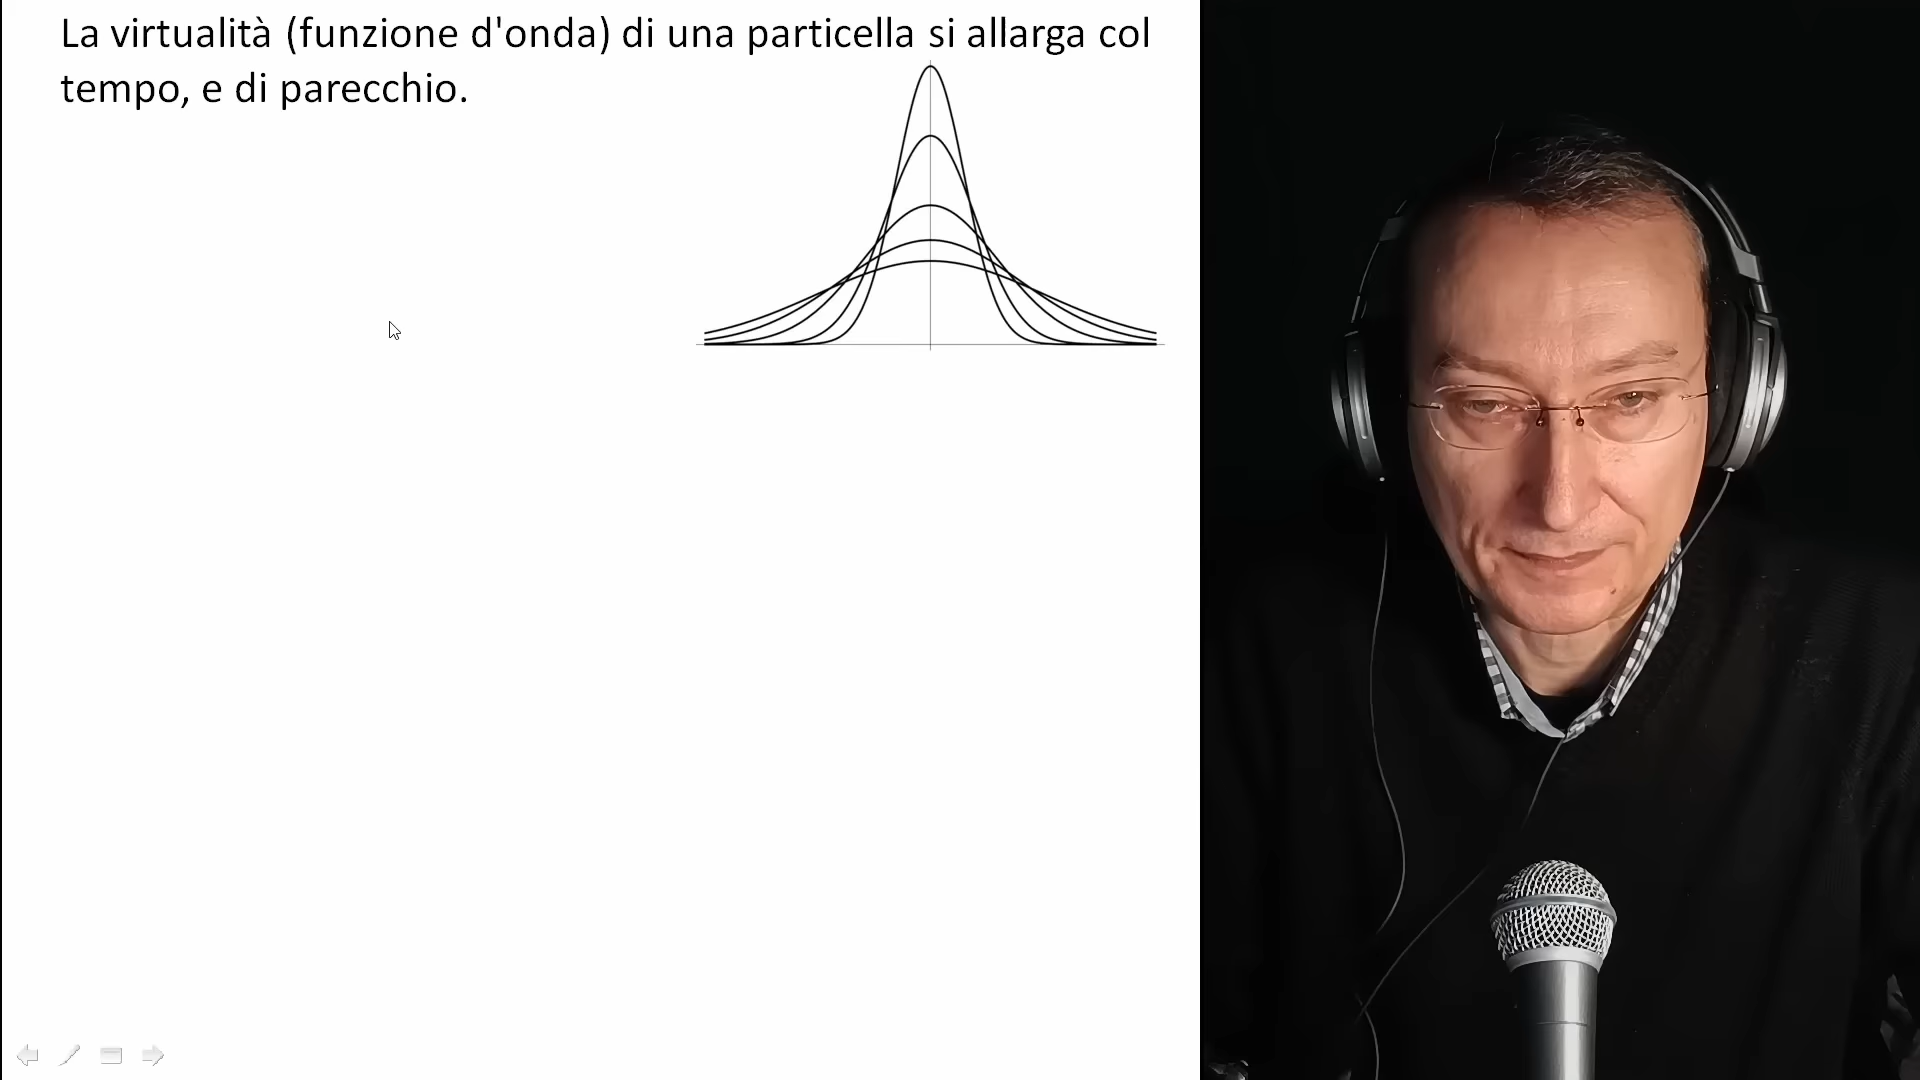 La virtualità (funzione d'onda) di una particella si allarga col
tempo, e di parecchio.